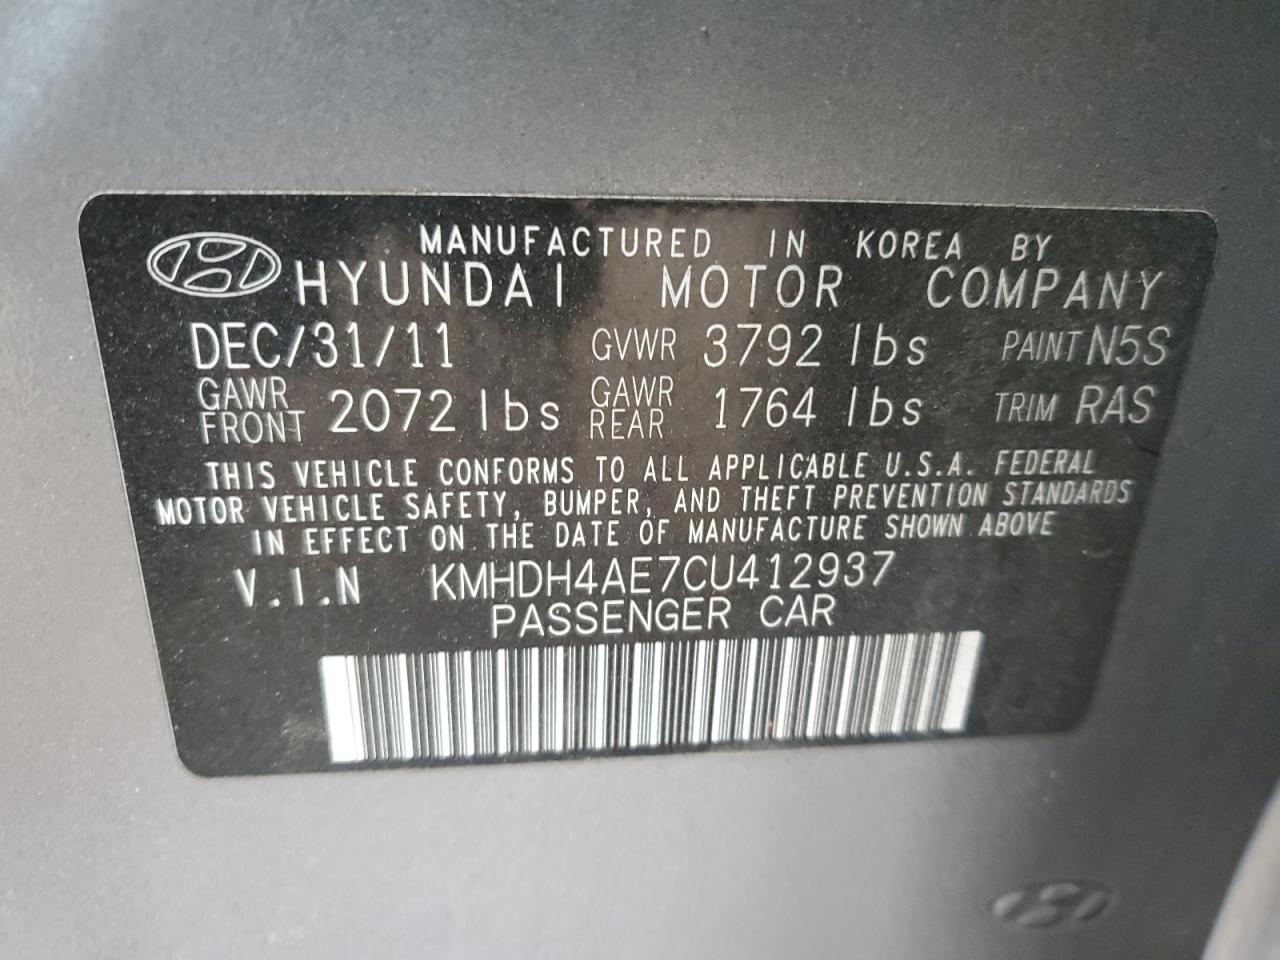 MANUFACTURED IN KOREA BY
HYUNDAI MOTOR COMPANY
DEC/31/11 GVWR 3792 lbs PAINT N5S
GAWR FRONT 2072 lbs GAWR REAR 1764 lbs TRIM RAS
THIS VEHICLE CONFORMS TO ALL APPLICABLE U.S.A. FEDERAL
MOTOR VEHICLE SAFETY, BUMPER, AND THEFT PREVENTION STANDARDS
IN EFFECT ON THE DATE OF MANUFACTURE SHOWN ABOVE
V.I.N KMHDH4AE7CU412937
PASSENGER CAR